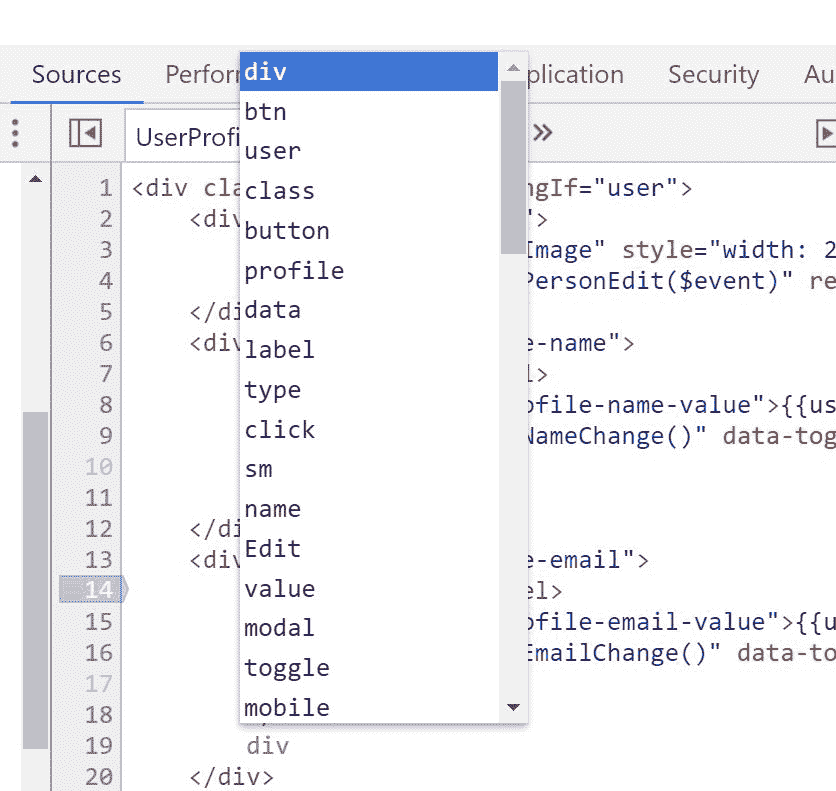 Sources Perfor plication Security Au
UserProfi »
div
btn
user
class
button
profile
data
label
type
click
sm
name
Edit
value
modal
toggle
mobile
1 <div cla ngIf="user">
2 <div ">
3 Image" style="width: 2
4 PersonEdit($event)" re
5 </di
6 <div e-name">
7 l>
8 ofile-name-value">{{us
9 NameChange()" data-tog
10
11
12 </di
13 <div e-email">
14 el>
15 ofile-email-value">{{u
16 EmailChange()" data-to
17
18
19 div
20 </div>